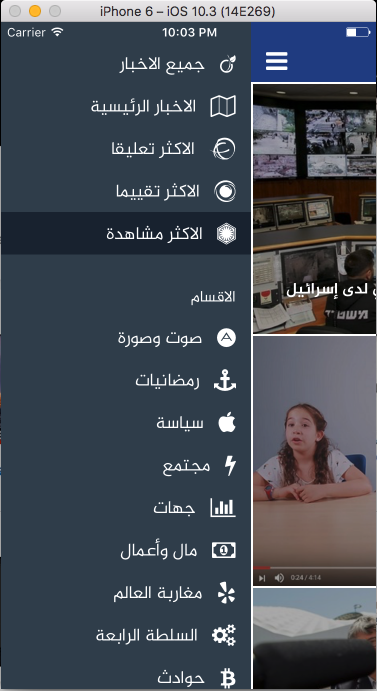 iPhone 6 – iOS 10.3 (14E269)
Carrier 10:03 PM
جميع الاخبار
الاخبار الرئيسية
الاكثر تعليقا
الاكثر تقييما
الاكثر مشاهدة
الاقسام
صوت وصورة
رمضانيات
سياسة
مجتمع
جهات
مال وأعمال
مغاربة العالم
السلطة الرابعة
حوادث
لدى إسرائيل
0:24 / 4:14